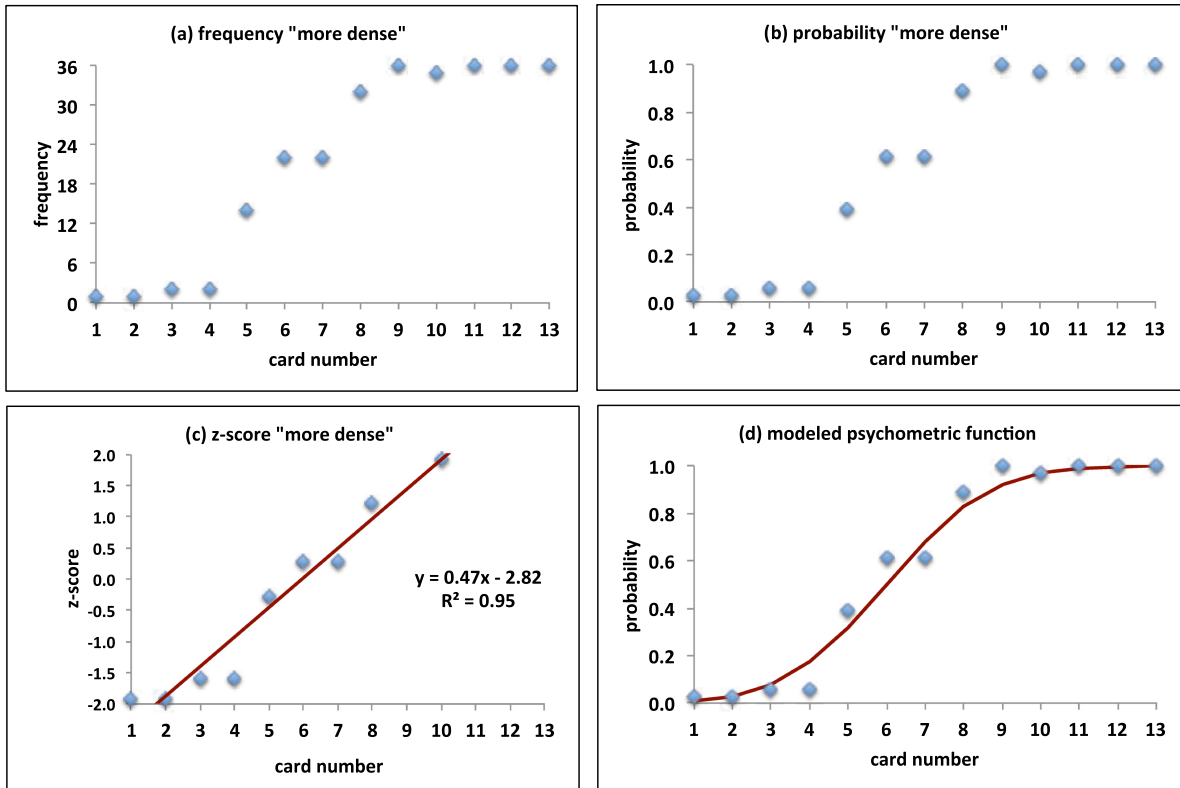 (a) frequency "more dense"
frequency
36
30
24
18
12
6
0
1 2 3 4 5 6 7 8 9 10 11 12 13
card number
(b) probability "more dense"
probability
1.0
0.8
0.6
0.4
0.2
0.0
1 2 3 4 5 6 7 8 9 10 11 12 13
card number
(c) z-score "more dense"
z-score
2.0
1.5
1.0
0.5
0.0
-0.5
-1.0
-1.5
-2.0
y = 0.47x - 2.82
R² = 0.95
1 2 3 4 5 6 7 8 9 10 11 12 13
card number
(d) modeled psychometric function
probability
1.0
0.8
0.6
0.4
0.2
0.0
1 2 3 4 5 6 7 8 9 10 11 12 13
card number